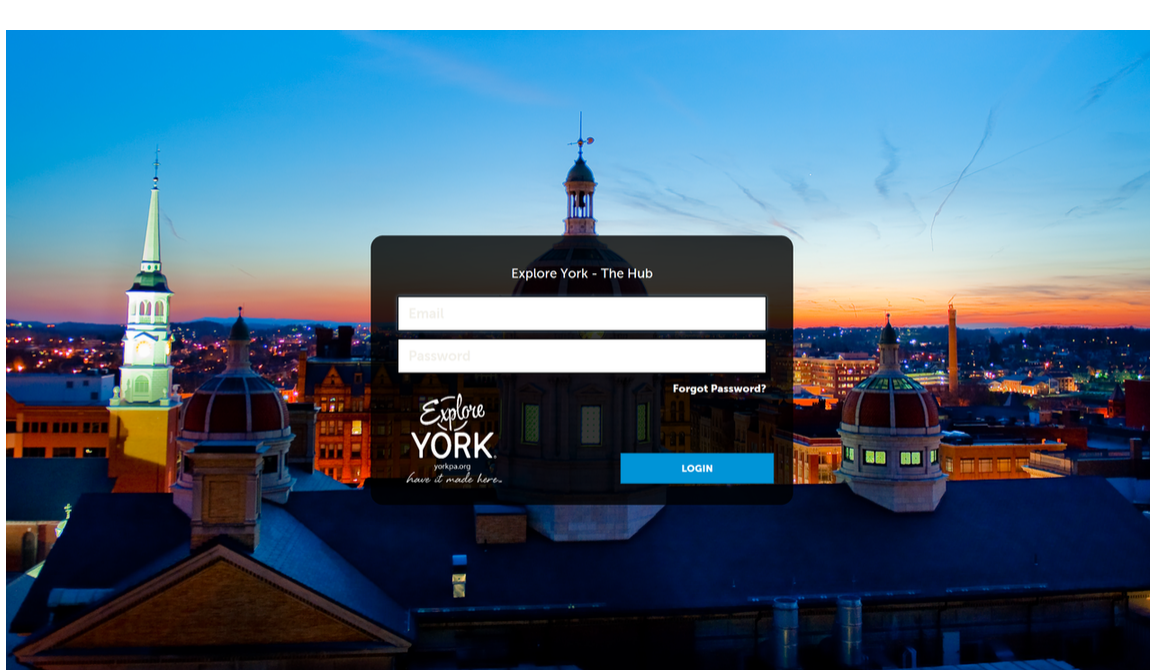 Explore York - The Hub
Email
Password
Forgot Password?
Explore
YORK
yorkpa.org
have it made here.
LOGIN